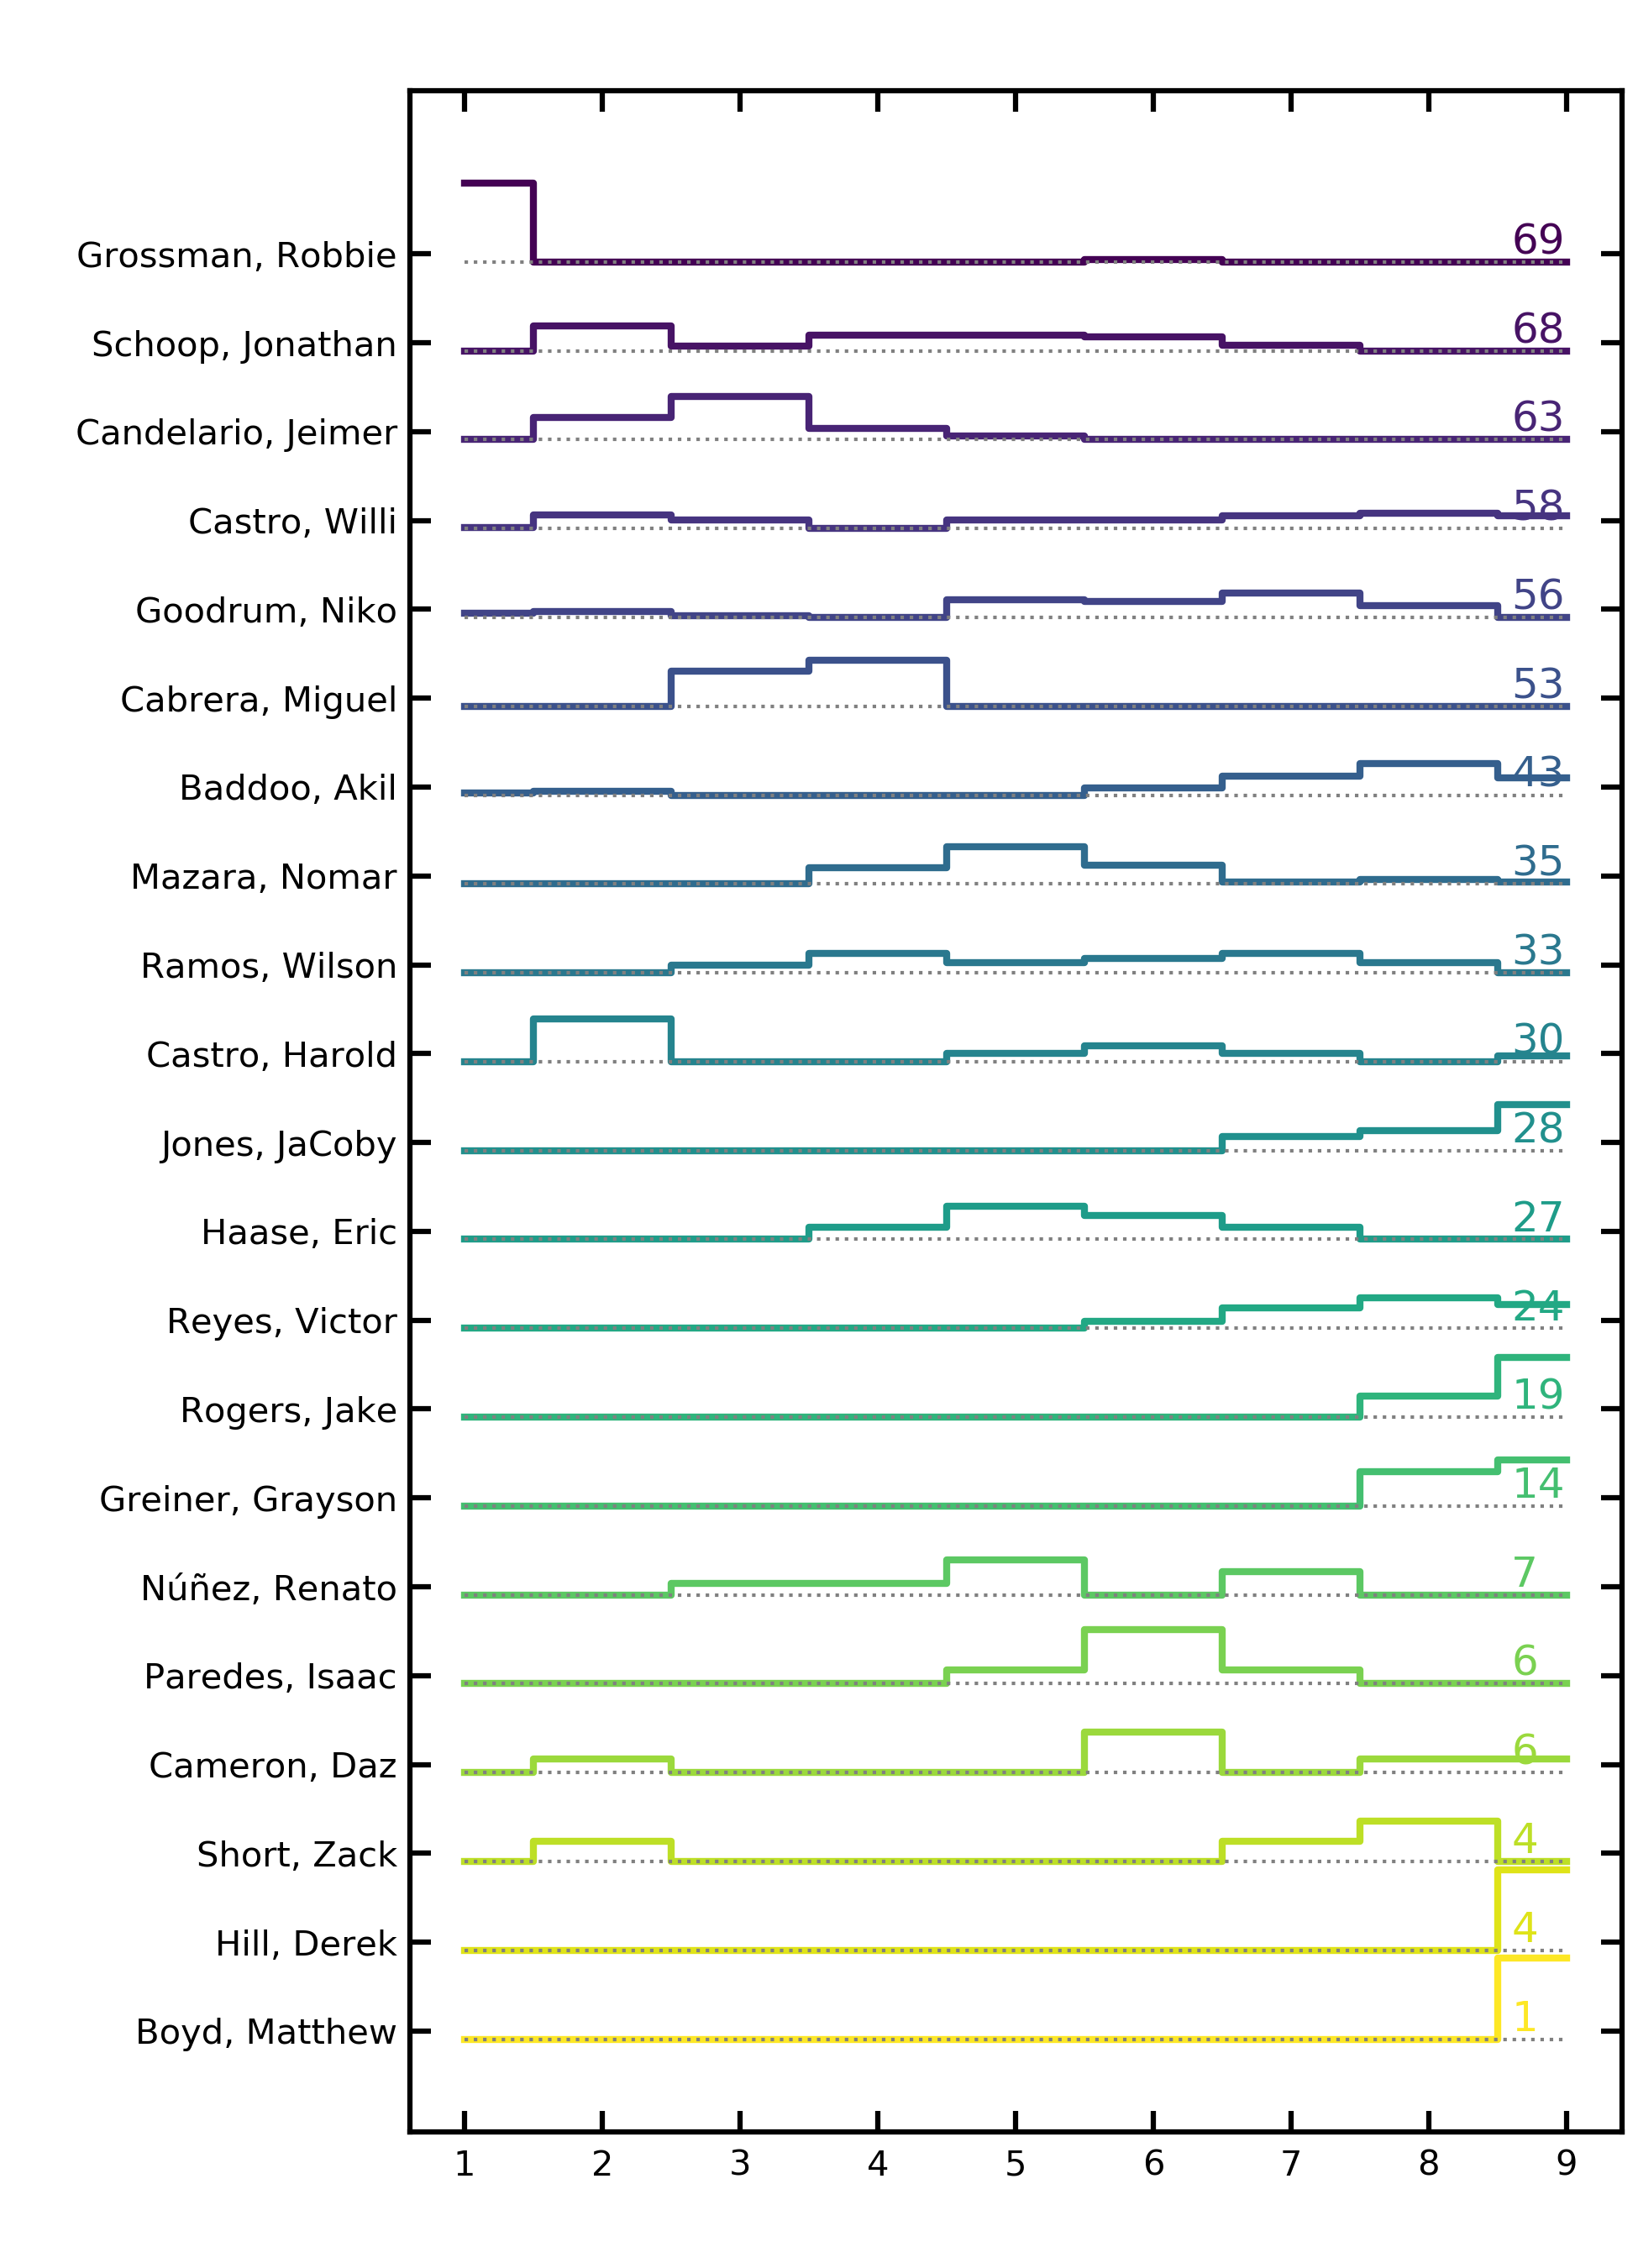 Grossman, Robbie 69
Schoop, Jonathan 68
Candelario, Jeimer 63
Castro, Willi 58
Goodrum, Niko 56
Cabrera, Miguel 53
Baddoo, Akil 43
Mazara, Nomar 35
Ramos, Wilson 33
Castro, Harold 30
Jones, JaCoby 28
Haase, Eric 27
Reyes, Victor 24
Rogers, Jake 19
Greiner, Grayson 14
Núñez, Renato 7
Paredes, Isaac 6
Cameron, Daz 6
Short, Zack 4
Hill, Derek 4
Boyd, Matthew 1
1 2 3 4 5 6 7 8 9